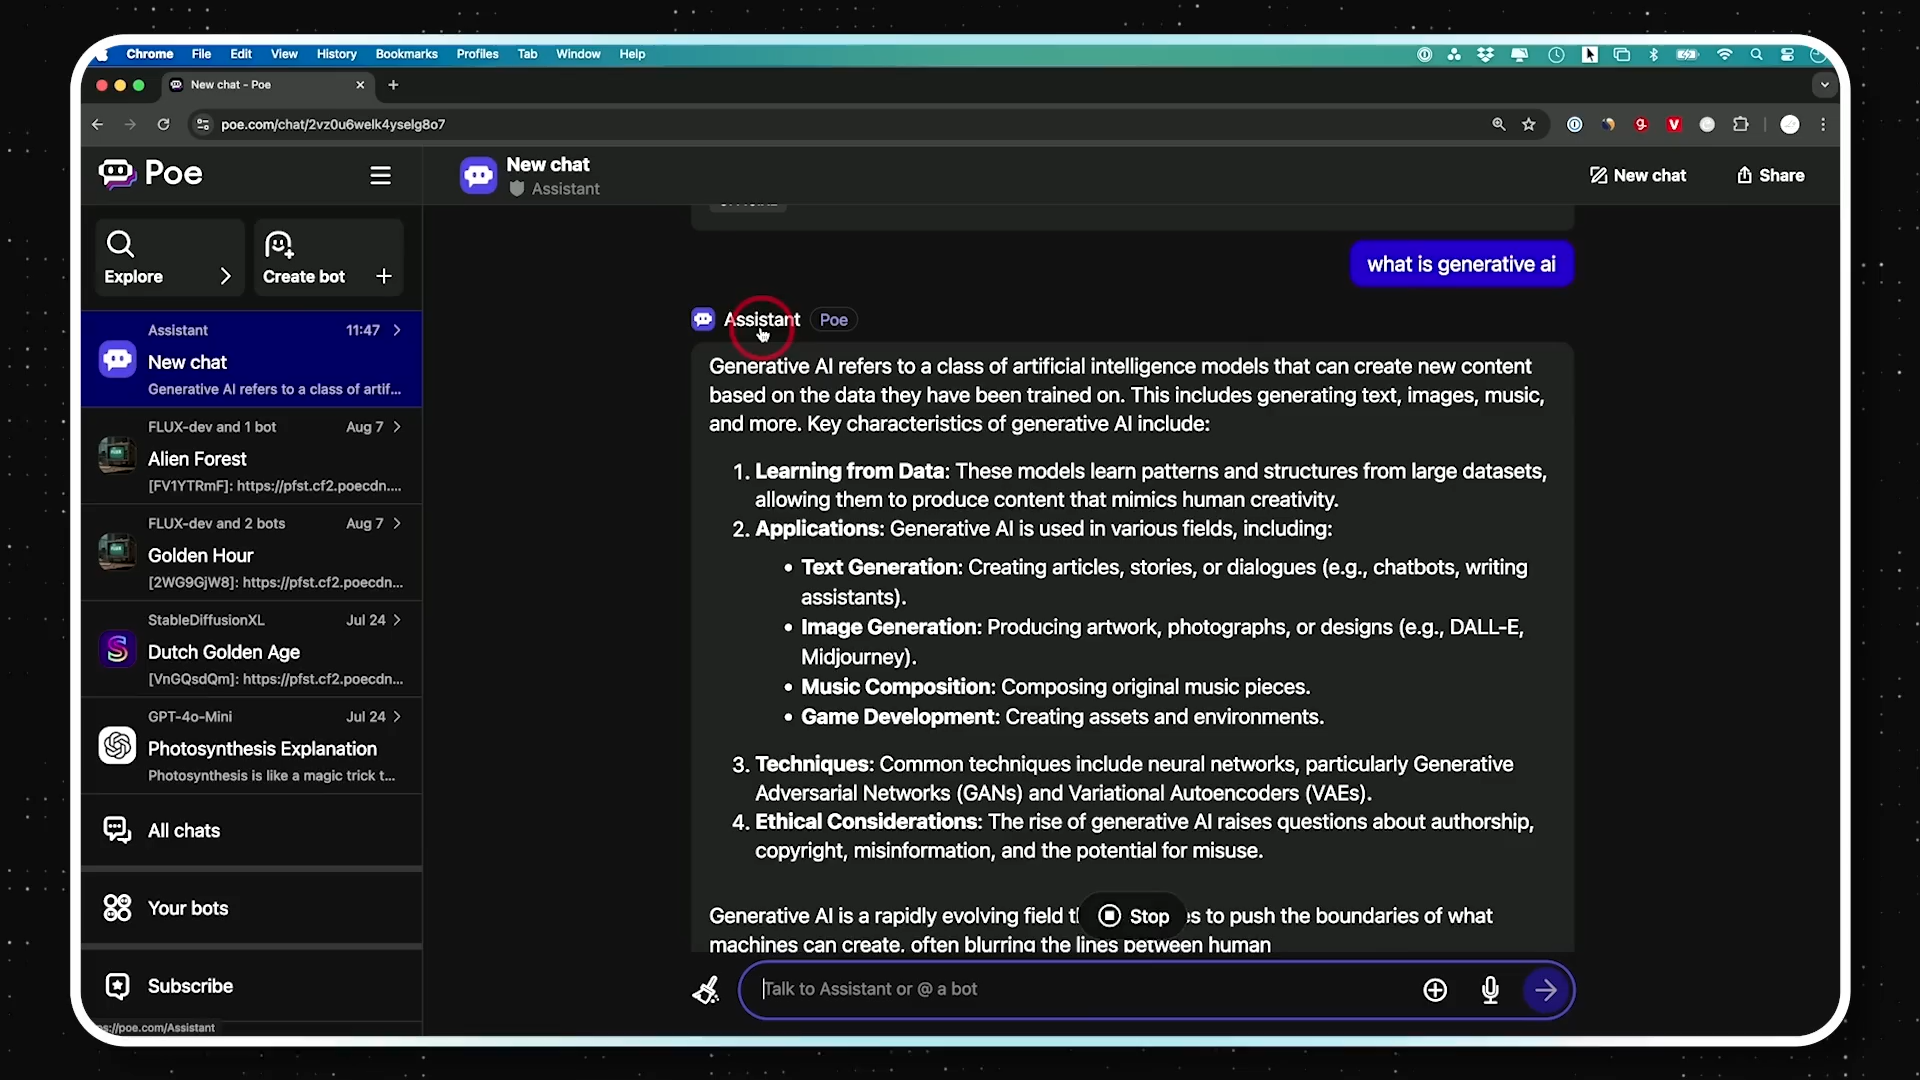 Chrome File Edit View History Bookmarks Profiles Tab Window Help
New chat - Poe
poe.com/chat/2vz0u6welk4yselg8o7
Poe
New chat
Assistant
New chat
Share
Explore
Create bot
Assistant 11:47
New chat
Generative AI refers to a class of artif...
FLUX-dev and 1 bot Aug 7
Alien Forest
[FV1YTRmF]: https://pfst.cf2.poecdn....
FLUX-dev and 2 bots Aug 7
Golden Hour
[2WG9GjW8]: https://pfst.cf2.poecdn...
StableDiffusionXL Jul 24
Dutch Golden Age
[VnGQsdQm]: https://pfst.cf2.poecdn...
GPT-4o-Mini Jul 24
Photosynthesis Explanation
Photosynthesis is like a magic trick t...
All chats
Your bots
Subscribe
s://poe.com/Assistant
what is generative ai
Assistant Poe
Generative AI refers to a class of artificial intelligence models that can create new content
based on the data they have been trained on. This includes generating text, images, music,
and more. Key characteristics of generative AI include:
1. Learning from Data: These models learn patterns and structures from large datasets,
allowing them to produce content that mimics human creativity.
2. Applications: Generative AI is used in various fields, including:
• Text Generation: Creating articles, stories, or dialogues (e.g., chatbots, writing
assistants).
• Image Generation: Producing artwork, photographs, or designs (e.g., DALL-E,
Midjourney).
• Music Composition: Composing original music pieces.
• Game Development: Creating assets and environments.
3. Techniques: Common techniques include neural networks, particularly Generative
Adversarial Networks (GANs) and Variational Autoencoders (VAEs).
4. Ethical Considerations: The rise of generative AI raises questions about authorship,
copyright, misinformation, and the potential for misuse.
Generative AI is a rapidly evolving field Stop to push the boundaries of what
machines can create, often blurring the lines between human
Talk to Assistant or @ a bot